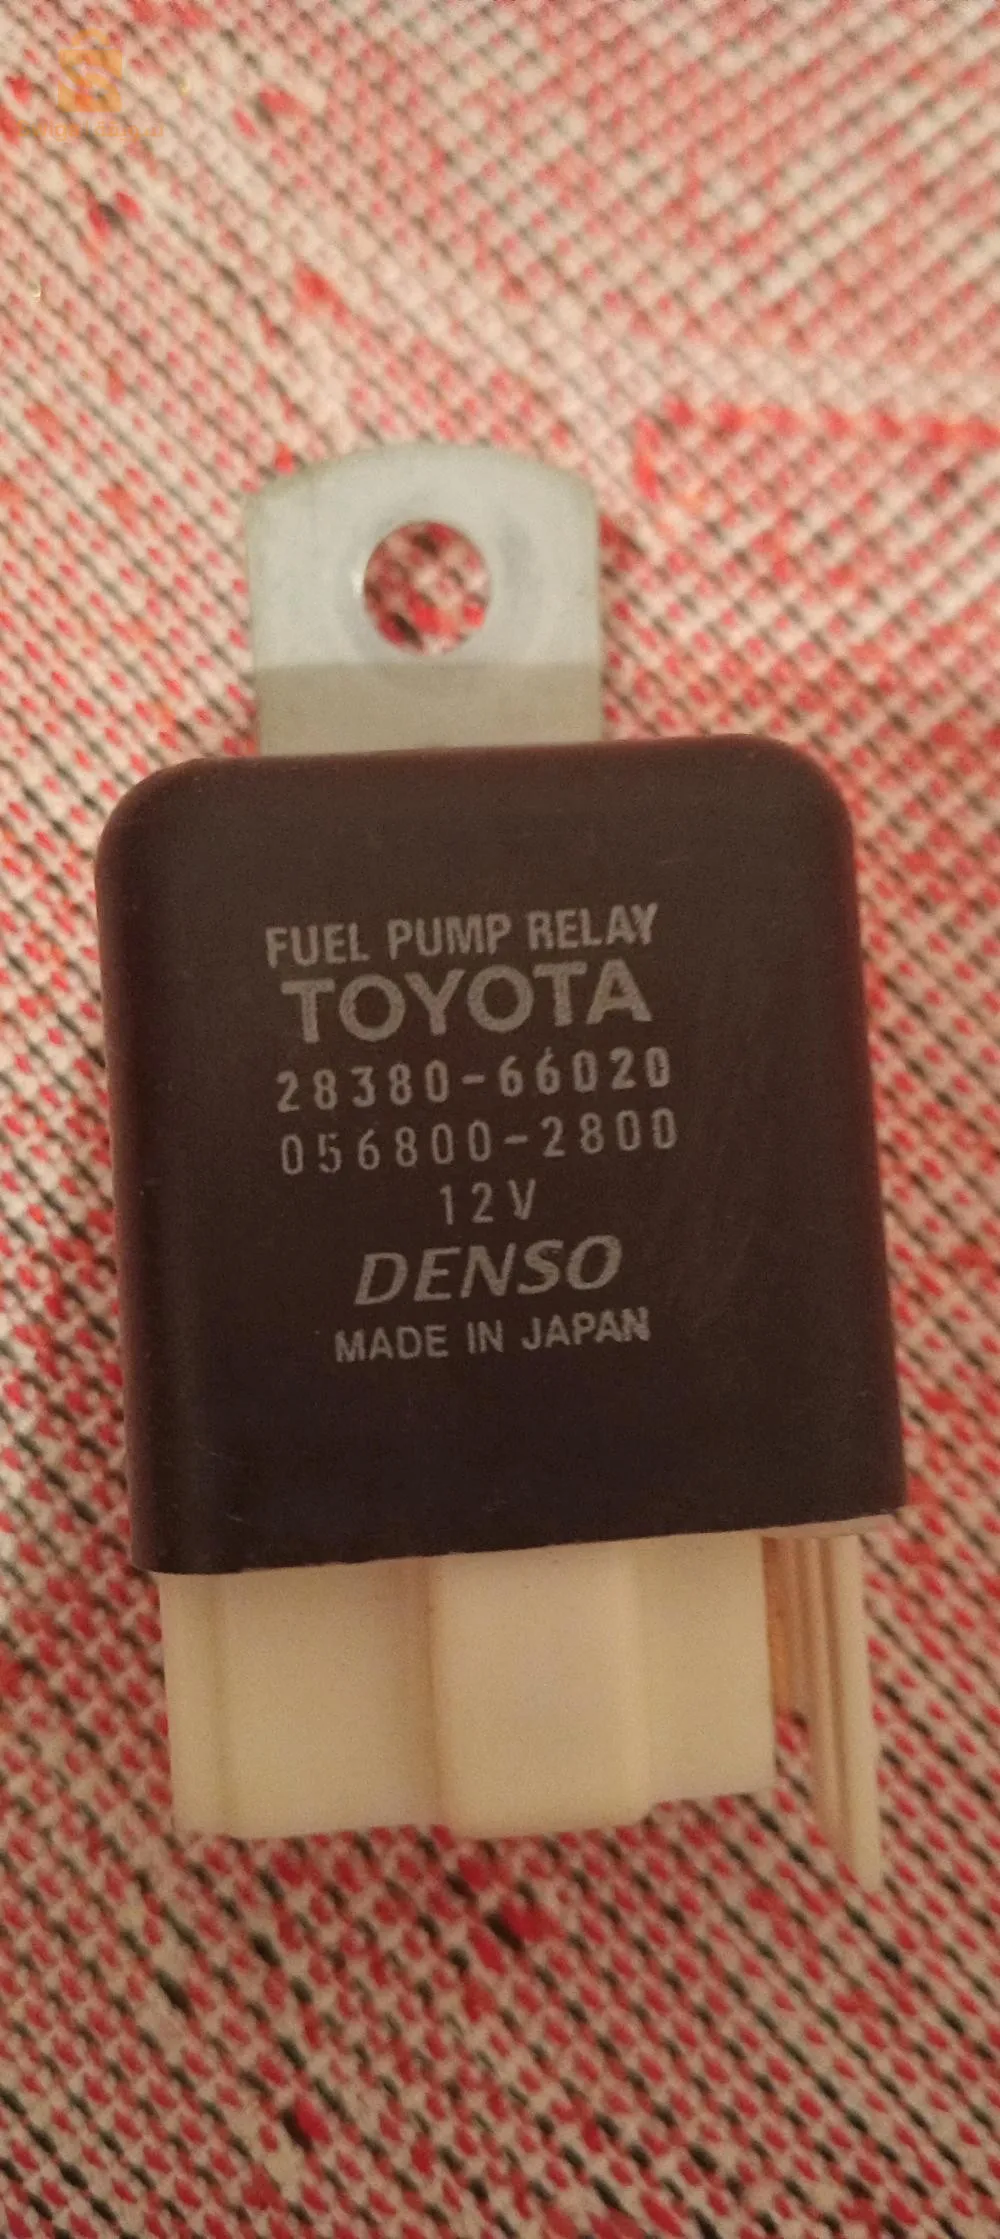 FUEL PUMP RELAY
TOYOTA
28380-66020
056800-2800
12V
DENSO
MADE IN JAPAN